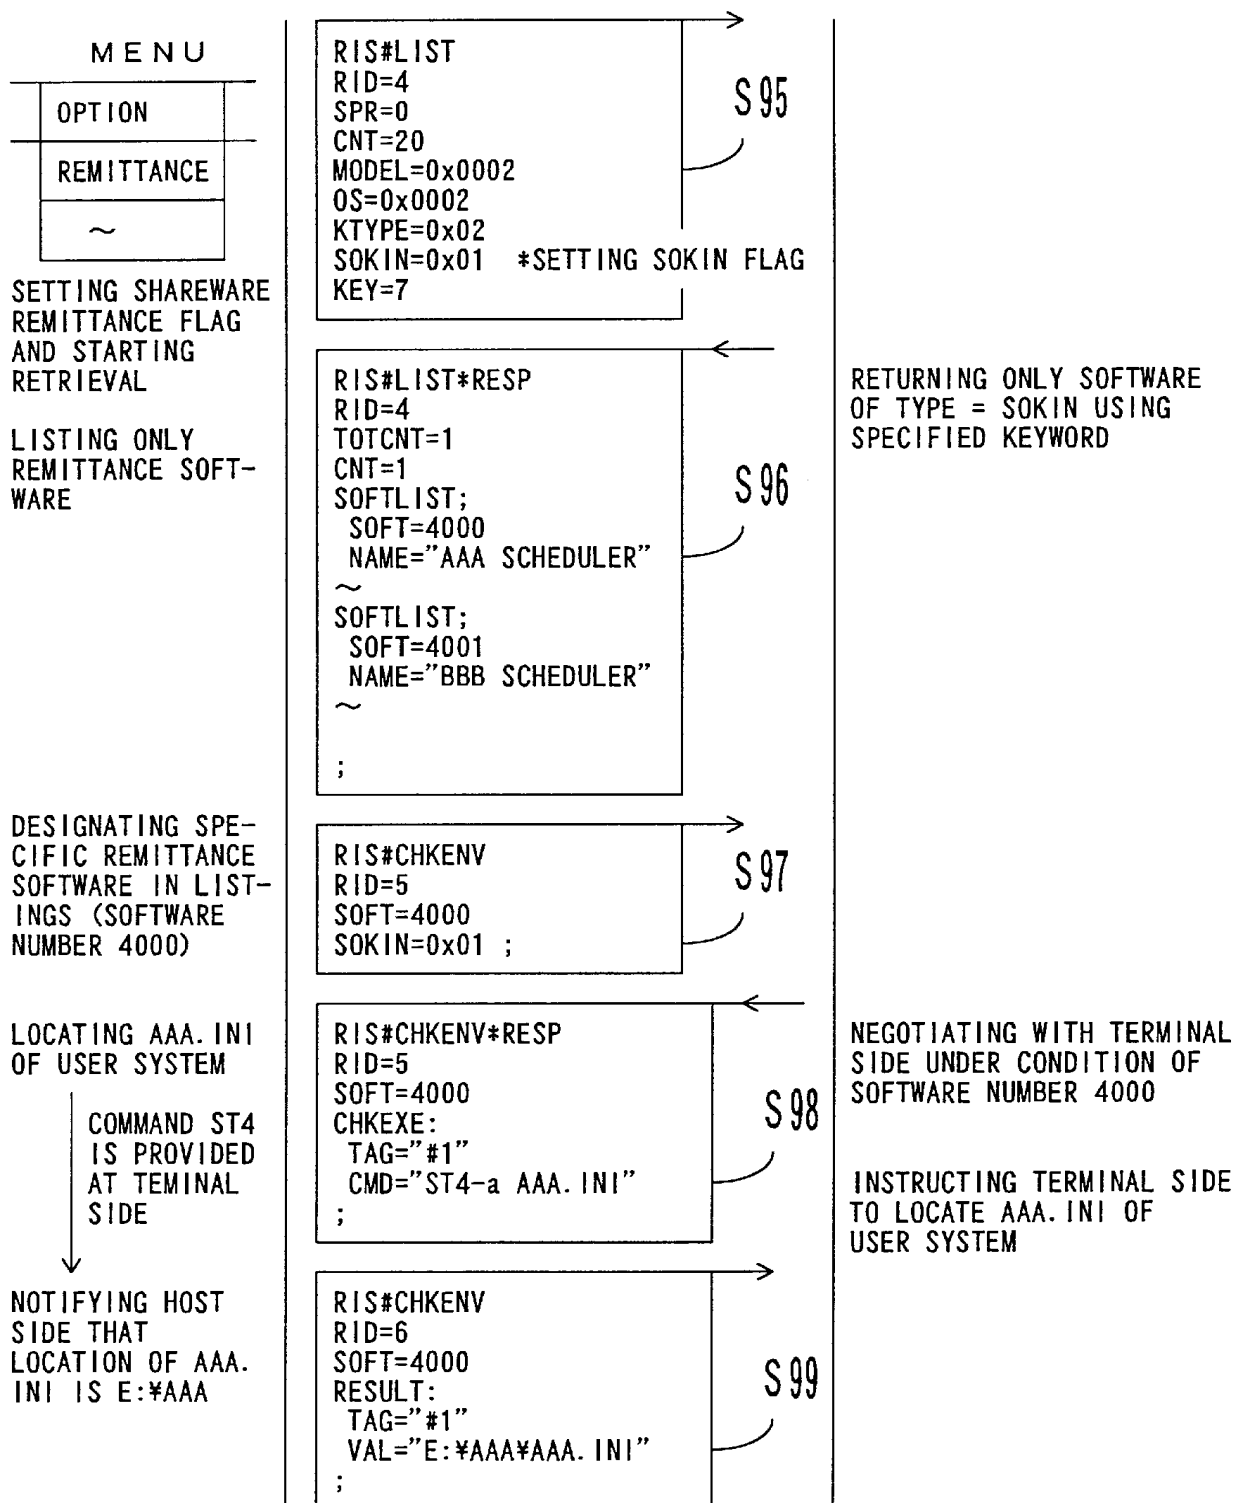 MENU
OPTION
REMITTANCE
~
SETTING SHAREWARE
REMITTANCE FLAG
AND STARTING
RETRIEVAL
LISTING ONLY
REMITTANCE SOFT-
WARE
RIS#LIST
RID=4
SPR=0
CNT=20
MODEL=0x0002
OS=0x0002
KTYPE=0x02
SOKIN=0x01 *SETTING SOKIN FLAG
KEY=7
S95
RIS#LIST*RESP
RID=4
TOTCNT=1
CNT=1
SOFTLIST;
SOFT=4000
NAME="AAA SCHEDULER"
~
SOFTLIST;
SOFT=4001
NAME="BBB SCHEDULER"
~
;
S96
RETURNING ONLY SOFTWARE
OF TYPE = SOKIN USING
SPECIFIED KEYWORD
DESIGNATING SPE-
CIFIC REMITTANCE
SOFTWARE IN LIST-
INGS (SOFTWARE
NUMBER 4000)
RIS#CHKENV
RID=5
SOFT=4000
SOKIN=0x01 ;
S97
LOCATING AAA.INI
OF USER SYSTEM
COMMAND ST4
IS PROVIDED
AT TEMINAL
SIDE
RIS#CHKENV*RESP
RID=5
SOFT=4000
CHKEXE:
TAG="#1"
CMD="ST4-a AAA.INI"
;
S98
NEGOTIATING WITH TERMINAL
SIDE UNDER CONDITION OF
SOFTWARE NUMBER 4000
INSTRUCTING TERMINAL SIDE
TO LOCATE AAA.INI OF
USER SYSTEM
NOTIFYING HOST
SIDE THAT
LOCATION OF AAA.
INI IS E:¥AAA
RIS#CHKENV
RID=6
SOFT=4000
RESULT:
TAG="#1"
VAL="E:¥AAA¥AAA.INI"
;
S99